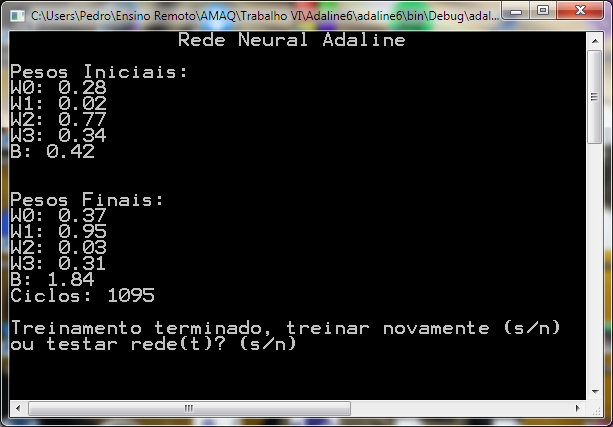 C:\Users\Pedro\Ensino Remoto\AMAQ\Trabalho VI\Adaline6\adaline6\bin\Debug\adal...
Rede Neural Adaline
Pesos Iniciais:
W0: 0.28
W1: 0.02
W2: 0.77
W3: 0.34
B: 0.42
Pesos Finais:
W0: 0.37
W1: 0.95
W2: 0.03
W3: 0.31
B: 1.84
Ciclos: 1095
Treinamento terminado, treinar novamente (s/n)
ou testar rede(t)? (s/n)